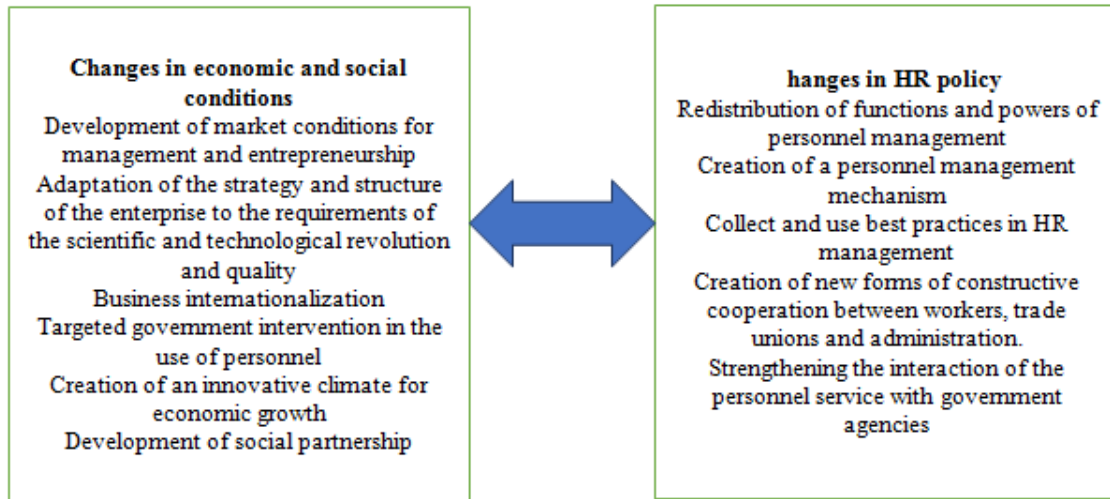 Changes in economic and social
conditions
Development of market conditions for
management and entrepreneurship
Adaptation of the strategy and structure
of the enterprise to the requirements of
the scientific and technological revolution
and quality
Business internationalization
Targeted government intervention in the
use of personnel
Creation of an innovative climate for
economic growth
Development of social partnership
hanges in HR policy
Redistribution of functions and powers of
personnel management
Creation of a personnel management
mechanism
Collect and use best practices in HR
management
Creation of new forms of constructive
cooperation between workers, trade
unions and administration.
Strengthening the interaction of the
personnel service with government
agencies